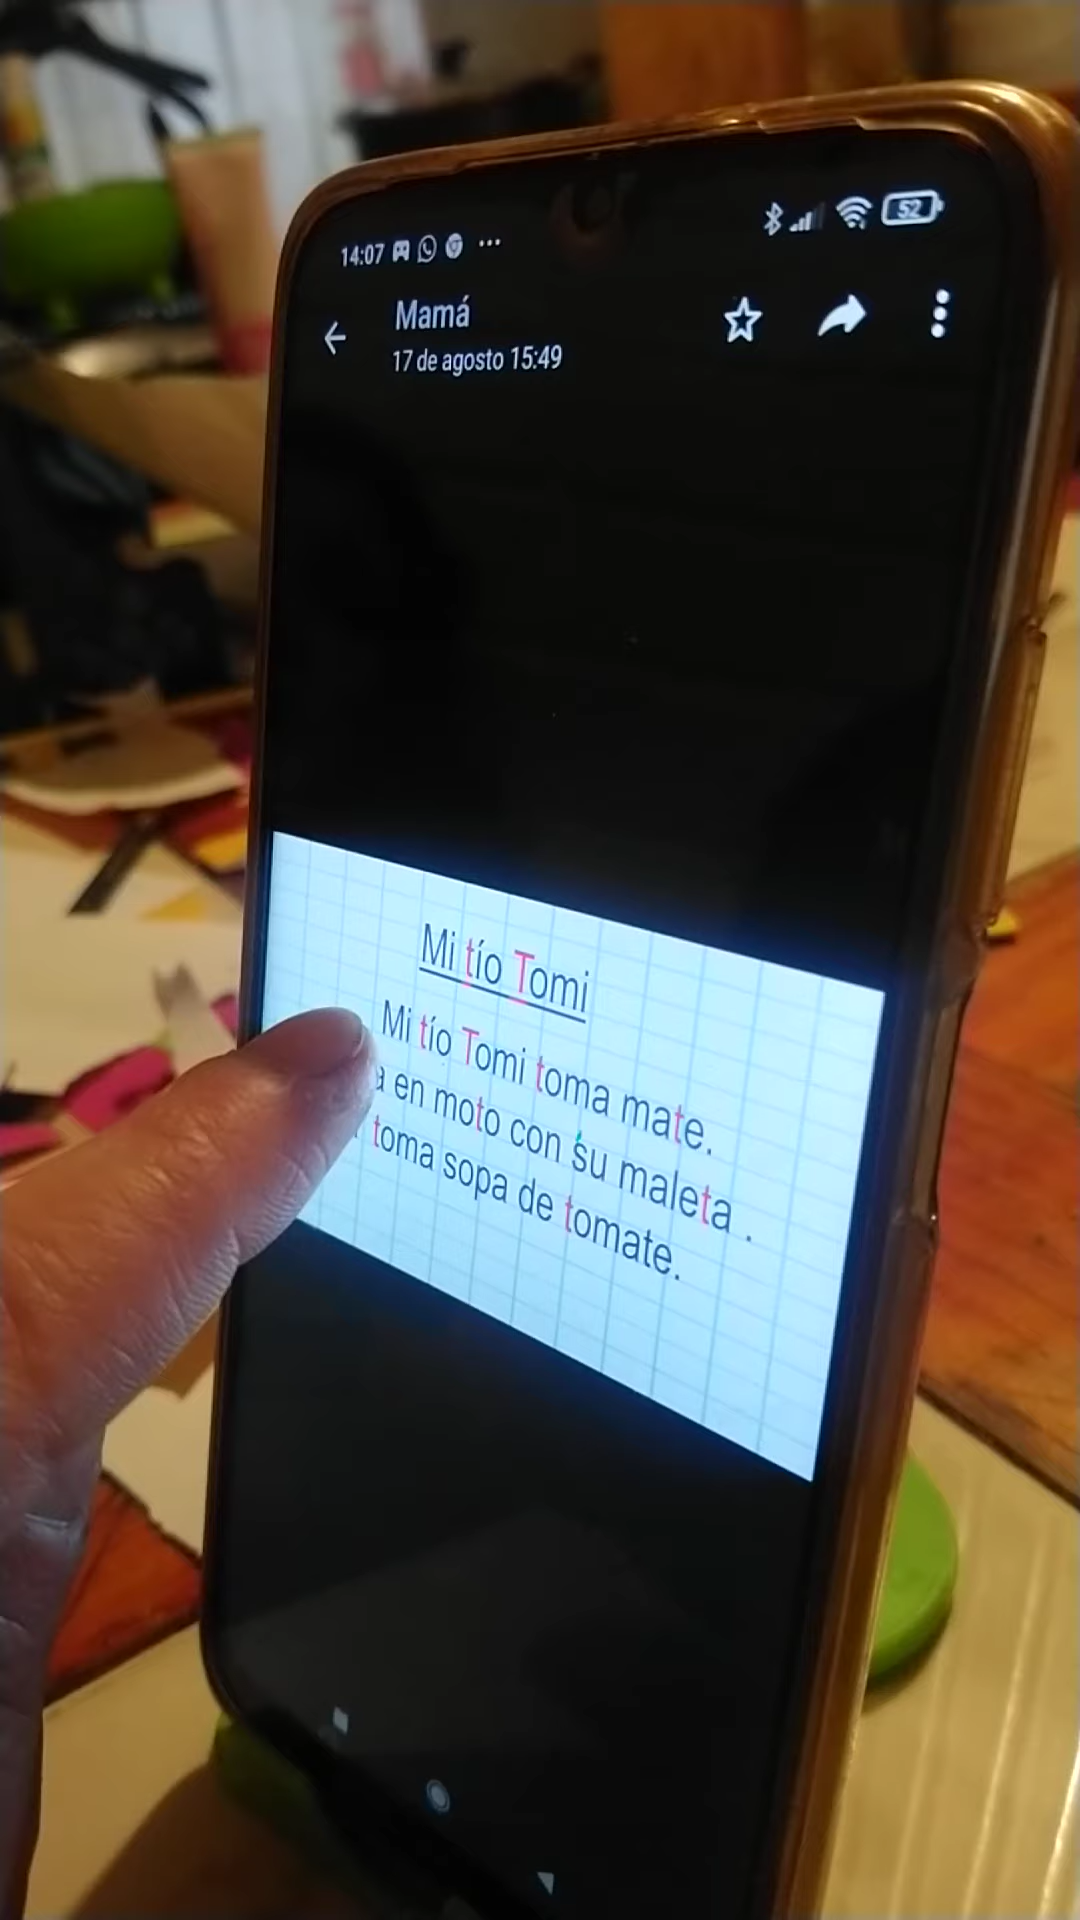 14:07 ... 52
Mamá
17 de agosto 15:49
Mi tío Tomi
Mi tío Tomi toma mate.
en moto con su maleta .
toma sopa de tomate.